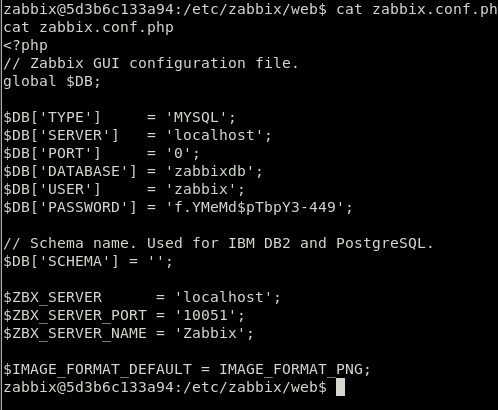 zabbix@5d3b6c133a94:/etc/zabbix/web$ cat zabbix.conf.ph
cat zabbix.conf.php
<?php
// Zabbix GUI configuration file.
global $DB;
$DB['TYPE']     = 'MYSQL';
$DB['SERVER']   = 'localhost';
$DB['PORT']     = '0';
$DB['DATABASE'] = 'zabbixdb';
$DB['USER']     = 'zabbix';
$DB['PASSWORD'] = 'f.YMeMd$pTbpY3-449';
// Schema name. Used for IBM DB2 and PostgreSQL.
$DB['SCHEMA'] = '';
$ZBX_SERVER      = 'localhost';
$ZBX_SERVER_PORT = '10051';
$ZBX_SERVER_NAME = 'Zabbix';
$IMAGE_FORMAT_DEFAULT = IMAGE_FORMAT_PNG;
zabbix@5d3b6c133a94:/etc/zabbix/web$